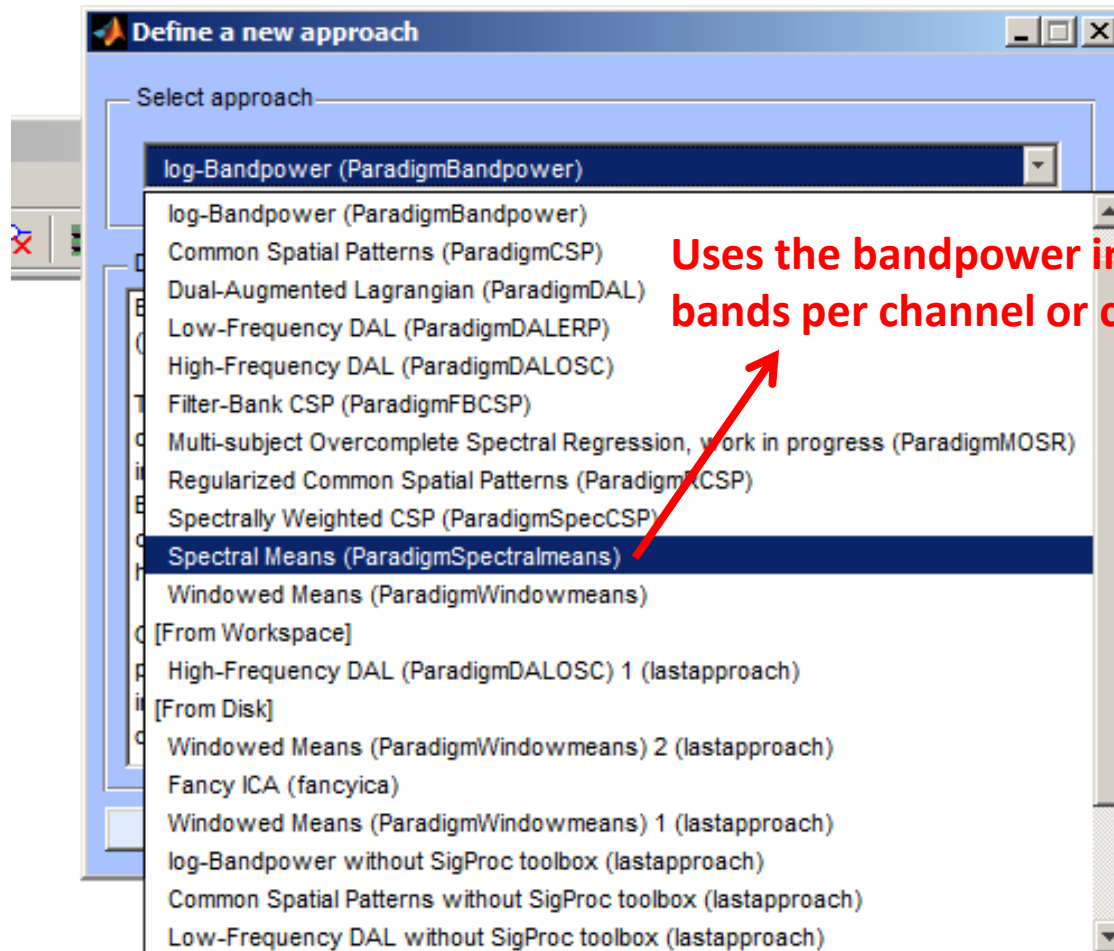 Define a new approach
Select approach
log-Bandpower (ParadigmBandpower)
log-Bandpower (ParadigmBandpower)
Common Spatial Patterns (ParadigmCSP)
Dual-Augmented Lagrangian (ParadigmDAL)
Low-Frequency DAL (ParadigmDALERP)
High-Frequency DAL (ParadigmDALOSC)
Filter-Bank CSP (ParadigmFBCSP)
Multi-subject Overcomplete Spectral Regression, work in progress (ParadigmMOSR)
Regularized Common Spatial Patterns (ParadigmRCSP)
Spectrally Weighted CSP (ParadigmSpecCSP)
Spectral Means (ParadigmSpectralmeans)
Windowed Means (ParadigmWindowmeans)
[From Workspace]
High-Frequency DAL (ParadigmDALOSC) 1 (lastapproach)
[From Disk]
Windowed Means (ParadigmWindowmeans) 2 (lastapproach)
Fancy ICA (fancyica)
Windowed Means (ParadigmWindowmeans) 1 (lastapproach)
log-Bandpower without SigProc toolbox (lastapproach)
Common Spatial Patterns without SigProc toolbox (lastapproach)
Low-Frequency DAL without SigProc toolbox (lastapproach)
Uses the bandpower
bands per channel or